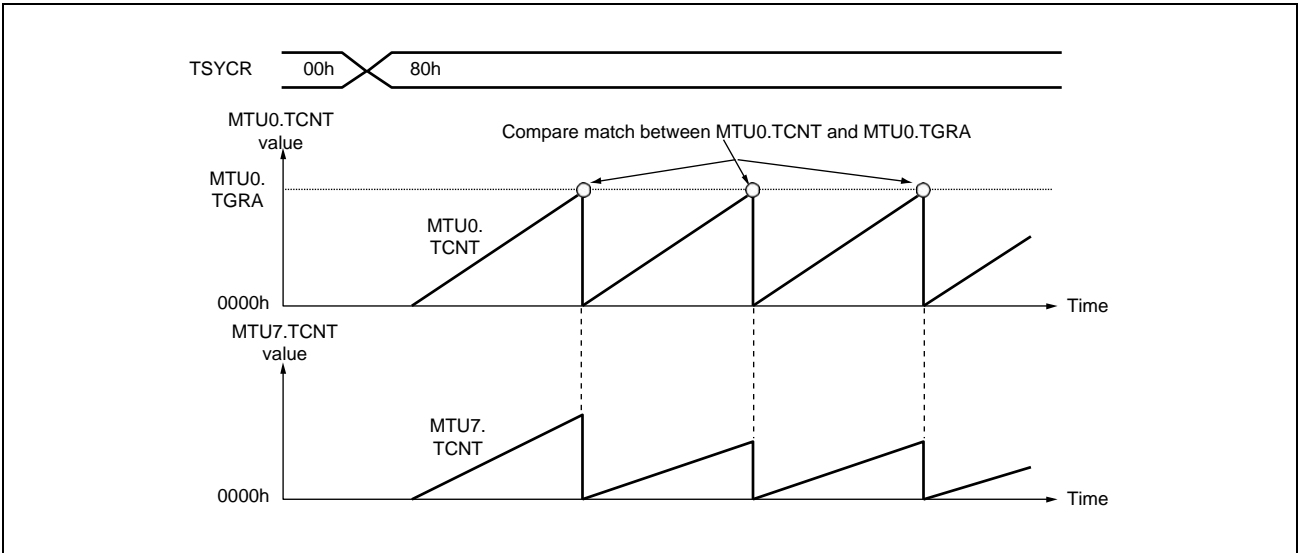 TSYCR 00h 80h
MTU0.TCNT
value
Compare match between MTU0.TCNT and MTU0.TGRA
MTU0.
TGRA
MTU0.
TCNT
0000h
Time
MTU7.TCNT
value
MTU7.
TCNT
0000h
Time